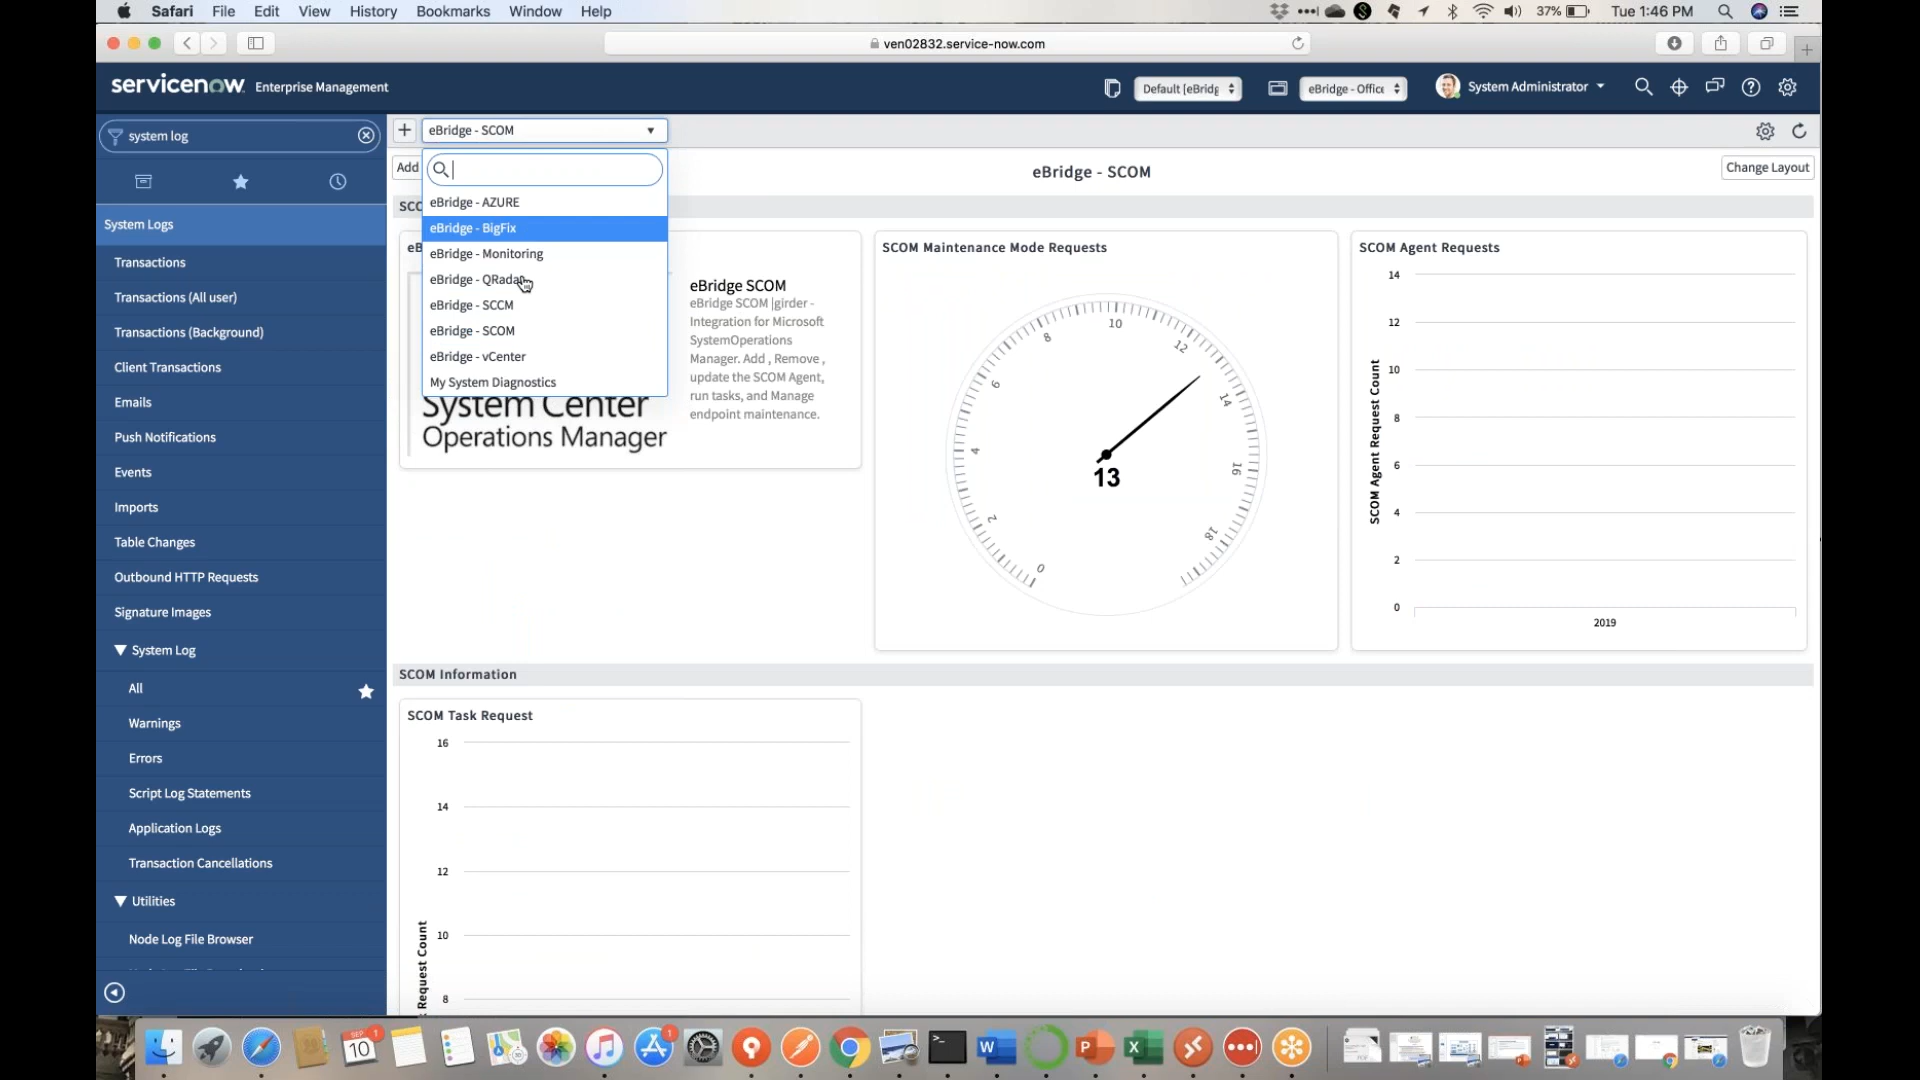 Safari File Edit View History Bookmarks Window Help
37% Tue 1:46 PM
ven02832.service-now.com
servicenow Enterprise Management
Default [eBridg
eBridge - Office
System Administrator
system log
System Logs
Transactions
Transactions (All user)
Transactions (Background)
Client Transactions
Emails
Push Notifications
Events
Imports
Table Changes
Outbound HTTP Requests
Signature Images
System Log
All
Warnings
Errors
Script Log Statements
Application Logs
Transaction Cancellations
Utilities
Node Log File Browser
eBridge - SCOM
Add
eBridge - SCOM
Change Layout
eBridge - AZURE
eBridge - BigFix
eBridge - Monitoring
eBridge - QRadar
eBridge - SCCM
eBridge - SCOM
eBridge - vCenter
My System Diagnostics
System Center
Operations Manager
eBridge SCOM
eBridge SCOM |girder -
Integration for Microsoft
SystemOperations
Manager. Add , Remove ,
update the SCOM Agent,
run tasks, and Manage
endpoint maintenance.
SCOM Maintenance Mode Requests
0
2
4
6
8
10
12
14
16
18
13
SCOM Agent Requests
SCOM Agent Request Count
14
12
10
8
6
4
2
0
2019
SCOM Information
SCOM Task Request
16
14
12
10
8
Request Count
SEP
10
1
1